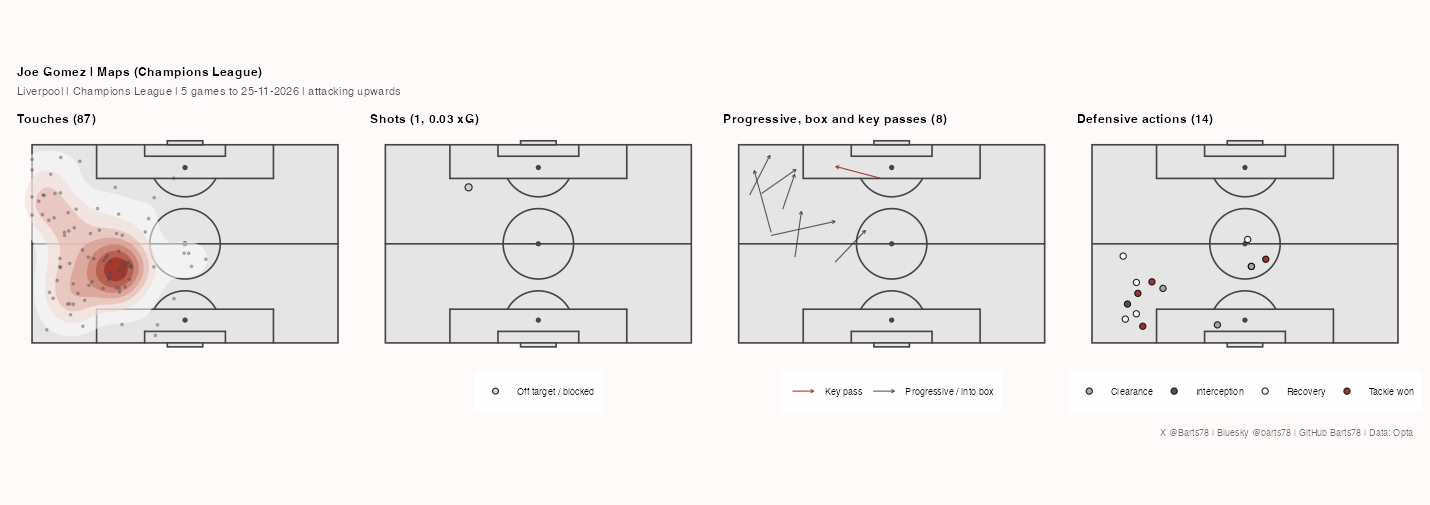 Joe Gomez | Maps (Champions League)
Liverpool | Champions League | 5 games to 25-11-2026 | attacking upwards
Touches (87)
Shots (1, 0.03 xG)
Progressive, box and key passes (8)
Defensive actions (14)
Off target / blocked
Key pass
Progressive / into box
Clearance
Interception
Recovery
Tackle won
X @Barts78 | Bluesky @barts78 | GitHub Barts78 | Data: Opta